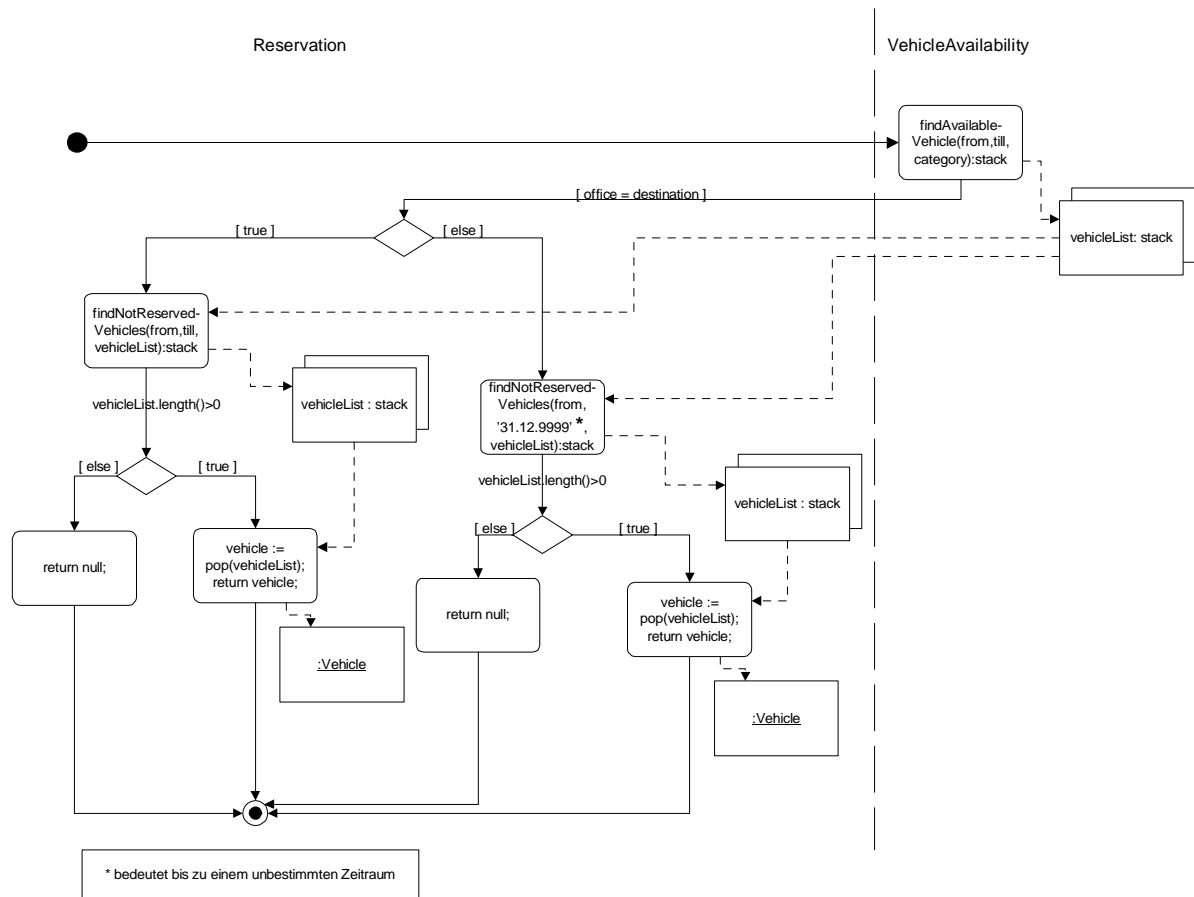 Reservation
VehicleAvailability
findAvailable-
Vehicle(from,till,
category):stack
[ office = destination ]
[ true ]
[ else ]
vehicleList: stack
findNotReserved-
Vehicles(from,till,
vehicleList):stack
vehicleList : stack
findNotReserved-
Vehicles(from,
'31.12.9999' *,
vehicleList):stack
vehicleList.length()>0
vehicleList.length()>0
[ else ]
[ true ]
vehicleList : stack
[ else ]
[ true ]
return null;
vehicle :=
pop(vehicleList);
return vehicle;
return null;
vehicle :=
pop(vehicleList);
return vehicle;
:Vehicle
:Vehicle
* bedeutet bis zu einem unbestimmten Zeitraum